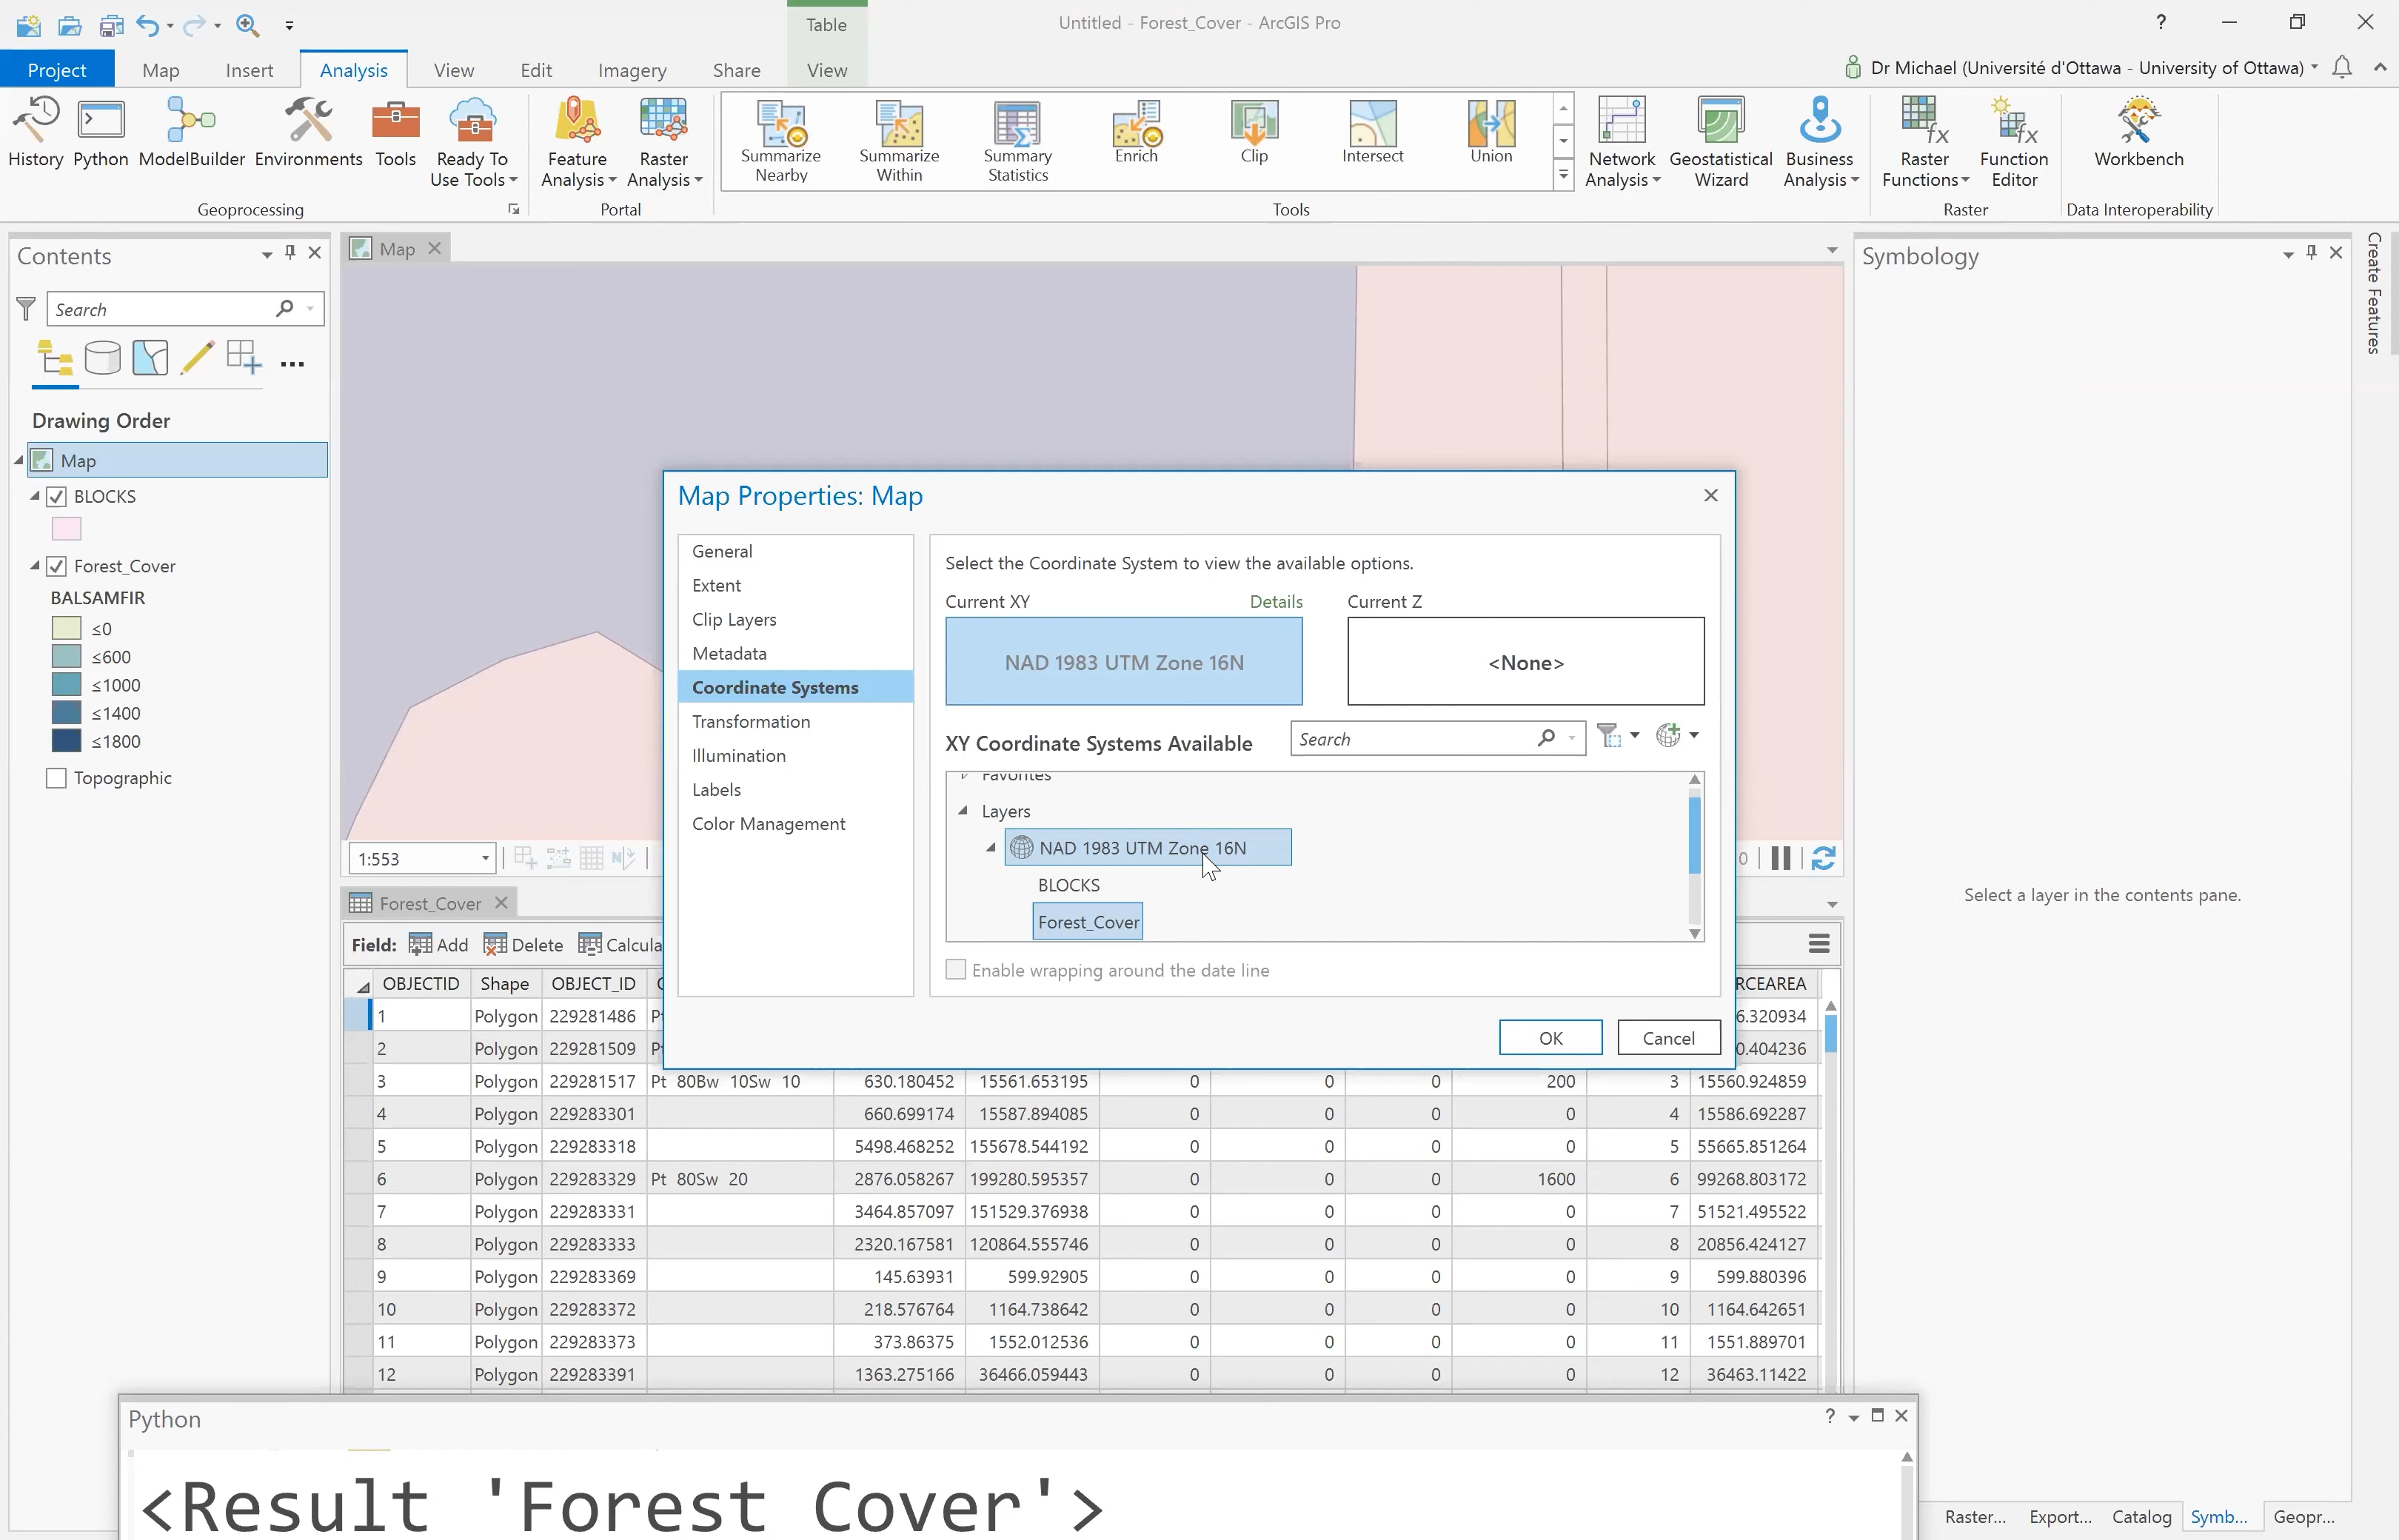 Untitled - Forest_Cover - ArcGIS Pro
Table
Project Map Insert Analysis View Edit Imagery Share View
Dr Michael (Université d'Ottawa - University of Ottawa)
History Python ModelBuilder Environments Tools Ready To Use Tools
Feature Analysis Raster Analysis
Summarize Nearby Summarize Within Summary Statistics Enrich Clip Intersect Union
Network Analysis Geostatistical Wizard Business Analysis
Raster Functions Function Editor Workbench
Geoprocessing Portal Tools Raster Data Interoperability
Contents
Search
Drawing Order
Map
BLOCKS
Forest_Cover
BALSAMFIR
≤0
≤600
≤1000
≤1400
≤1800
Topographic
Map
Map Properties: Map
General
Extent
Clip Layers
Metadata
Coordinate Systems
Transformation
Illumination
Labels
Color Management
Select the Coordinate System to view the available options.
Current XY Details Current Z
NAD 1983 UTM Zone 16N <None>
XY Coordinate Systems Available Search
Favorites
Layers
NAD 1983 UTM Zone 16N
BLOCKS
Forest_Cover
Enable wrapping around the date line
OK Cancel
1:553
0
Forest_Cover
Field: Add Delete Calcula
OBJECTID Shape OBJECT_ID RCEAREA
1 Polygon 229281486 P 6.320934
2 Polygon 229281509 P 0.404236
3 Polygon 229281517 Pt 80Bw 10Sw 10 630.180452 15561.653195 0 0 0 200 3 15560.924859
4 Polygon 229283301 660.699174 15587.894085 0 0 0 0 4 15586.692287
5 Polygon 229283318 5498.468252 155678.544192 0 0 0 0 5 55665.851264
6 Polygon 229283329 Pt 80Sw 20 2876.058267 199280.595357 0 0 0 1600 6 99268.803172
7 Polygon 229283331 3464.857097 151529.376938 0 0 0 0 7 51521.495522
8 Polygon 229283333 2320.167581 120864.555746 0 0 0 0 8 20856.424127
9 Polygon 229283369 145.63931 599.92905 0 0 0 0 9 599.880396
10 Polygon 229283372 218.576764 1164.738642 0 0 0 0 10 1164.642651
11 Polygon 229283373 373.86375 1552.012536 0 0 0 0 11 1551.889701
12 Polygon 229283391 1363.275166 36466.059443 0 0 0 0 12 36463.11422
Python
<Result 'Forest Cover'>
Symbology
Select a layer in the contents pane.
Create Features
Raster... Export... Catalog Symb... Geopr...